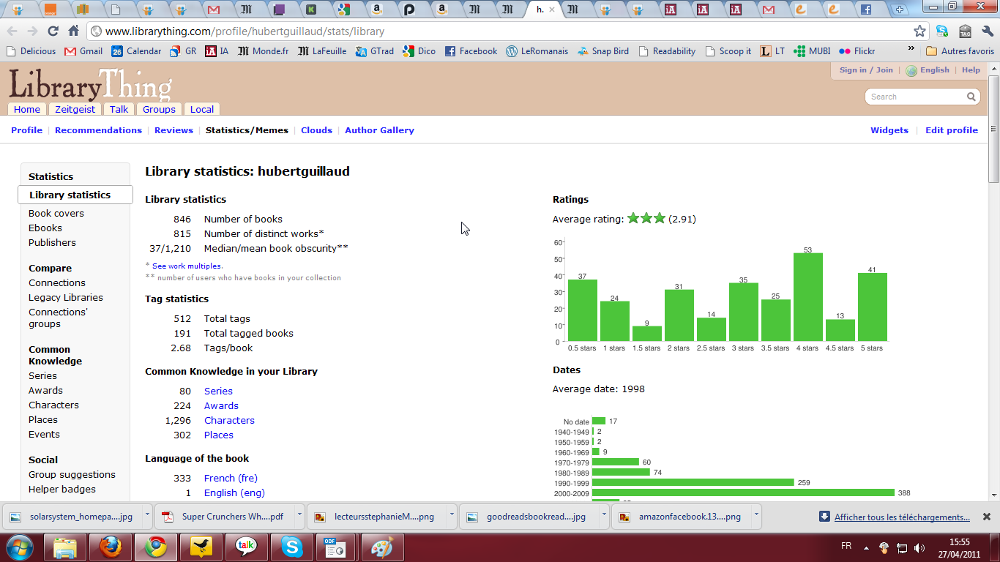 h.
www.librarything.com/profile/hubertguillaud/stats/library
Delicious Gmail 26 Calendar GR iA IA Monde.fr LaFeuille GTrad Dico Facebook LeRomanais Snap Bird Readability Scoop it L LT MUBI Flickr » Autres favoris
LibraryThing
Sign in / Join | English | Help
Search
Home Zeitgeist Talk Groups Local
Profile | Recommendations | Reviews | Statistics/Memes | Clouds | Author Gallery
Widgets | Edit profile
Statistics
Library statistics
Book covers
Ebooks
Publishers
Compare
Connections
Legacy Libraries
Connections'
groups
Common
Knowledge
Series
Awards
Characters
Places
Events
Social
Group suggestions
Helper badges
Library statistics: hubertguillaud
Library statistics
846 Number of books
815 Number of distinct works*
37/1,210 Median/mean book obscurity**
* See work multiples.
** number of users who have books in your collection
Tag statistics
512 Total tags
191 Total tagged books
2.68 Tags/book
Common Knowledge in your Library
80 Series
224 Awards
1,296 Characters
302 Places
Language of the book
333 French (fre)
1 English (eng)
Ratings
Average rating: (2.91)
60
50
40
30
20
10
0
37 24 9 31 14 35 25 53 13 41
0.5 stars 1 stars 1.5 stars 2 stars 2.5 stars 3 stars 3.5 stars 4 stars 4.5 stars 5 stars
Dates
Average date: 1998
No date 17
1940-1949 2
1950-1959 2
1960-1969 9
1970-1979 60
1980-1989 74
1990-1999 259
2000-2009 388
solarsystem_homepa....jpg Super Crunchers Wh....pdf lecteursstephanieM....png goodreadsbookread....jpg amazonfacebook.13....png Afficher tous les téléchargements...
talk ODF FR 15:55
27/04/2011